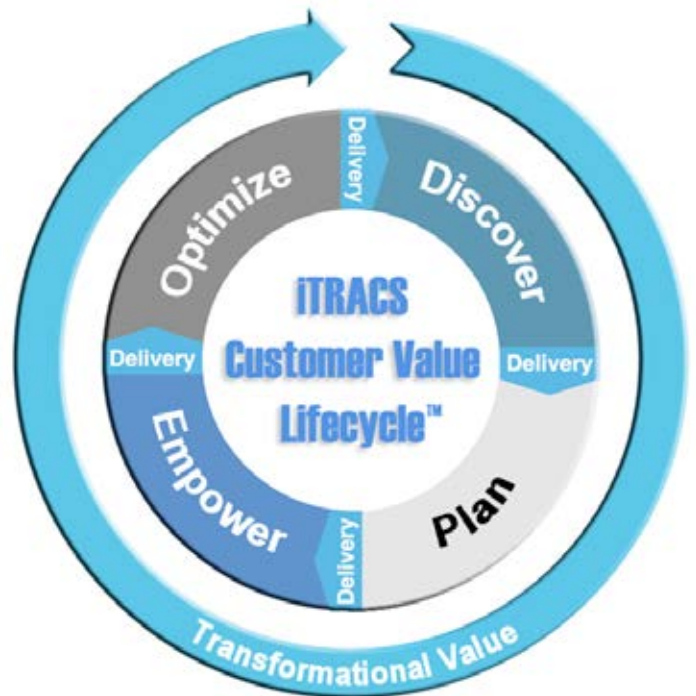 Delivery
Discover
Optimize
iTRACS
Customer Value
Lifecycle™
Delivery
Delivery
Empower
Plan
Delivery
Transformational Value